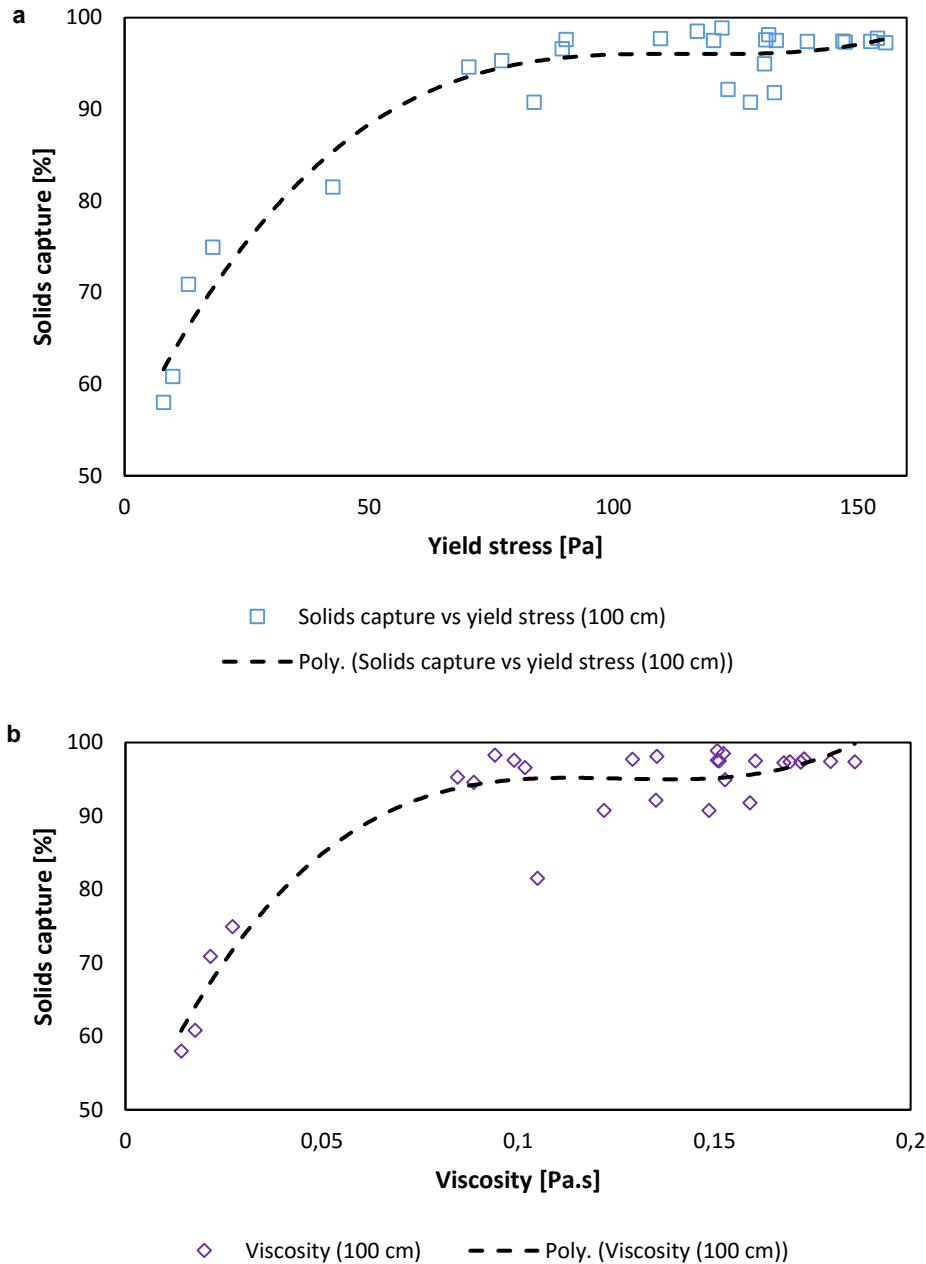 a
100
90
80
70
60
50
Solids capture [%]
0 50 100 150
Yield stress [Pa]
Solids capture vs yield stress (100 cm)
Poly. (Solids capture vs yield stress (100 cm))
b
100
90
80
70
60
50
Solids capture [%]
0 0,05 0,1 0,15 0,2
Viscosity [Pa.s]
Viscosity (100 cm) Poly. (Viscosity (100 cm))